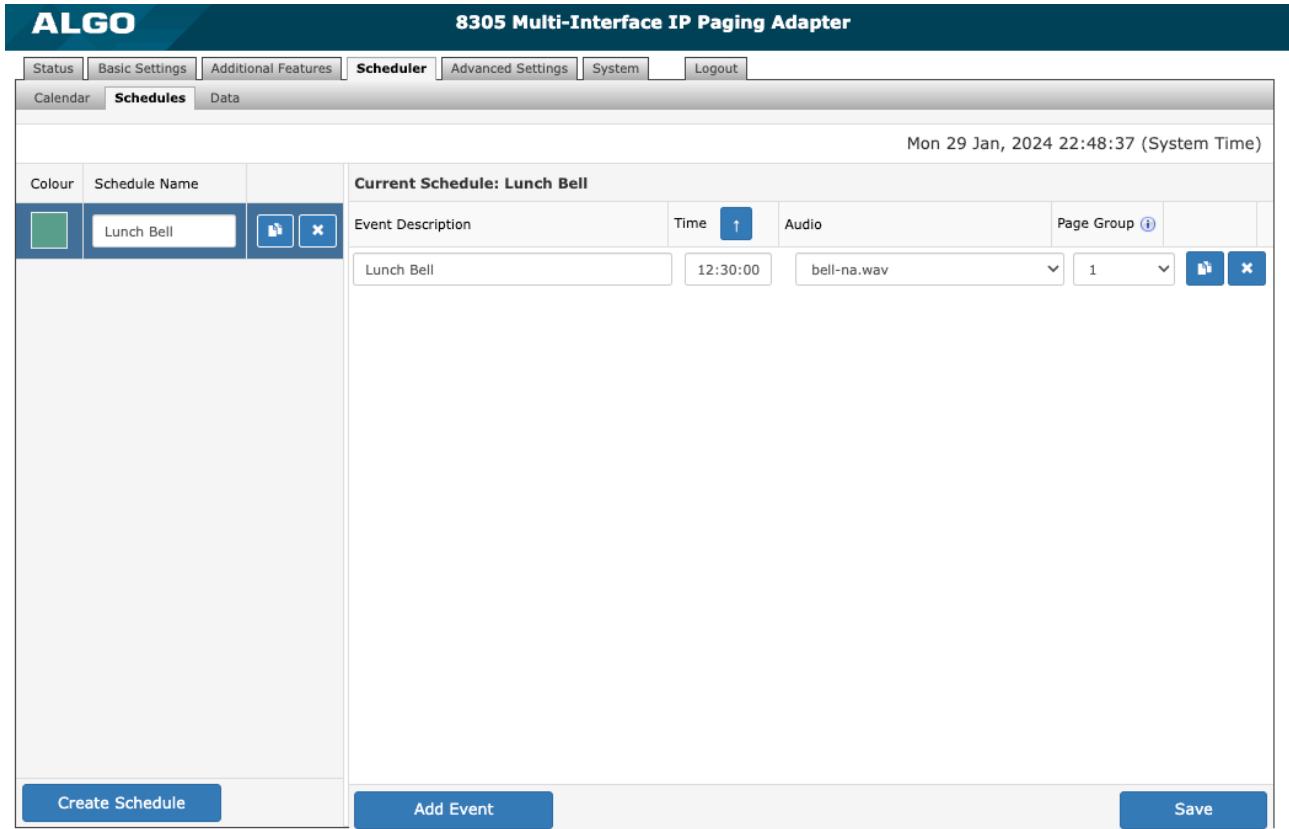 ALGO 8305 Multi-Interface IP Paging Adapter
Status Basic Settings Additional Features Scheduler Advanced Settings System Logout
Calendar Schedules Data
Mon 29 Jan, 2024 22:48:37 (System Time)
Colour Schedule Name Current Schedule: Lunch Bell
Lunch Bell Event Description Time ↑ Audio Page Group i
Lunch Bell 12:30:00 bell-na.wav 1
Create Schedule Add Event Save